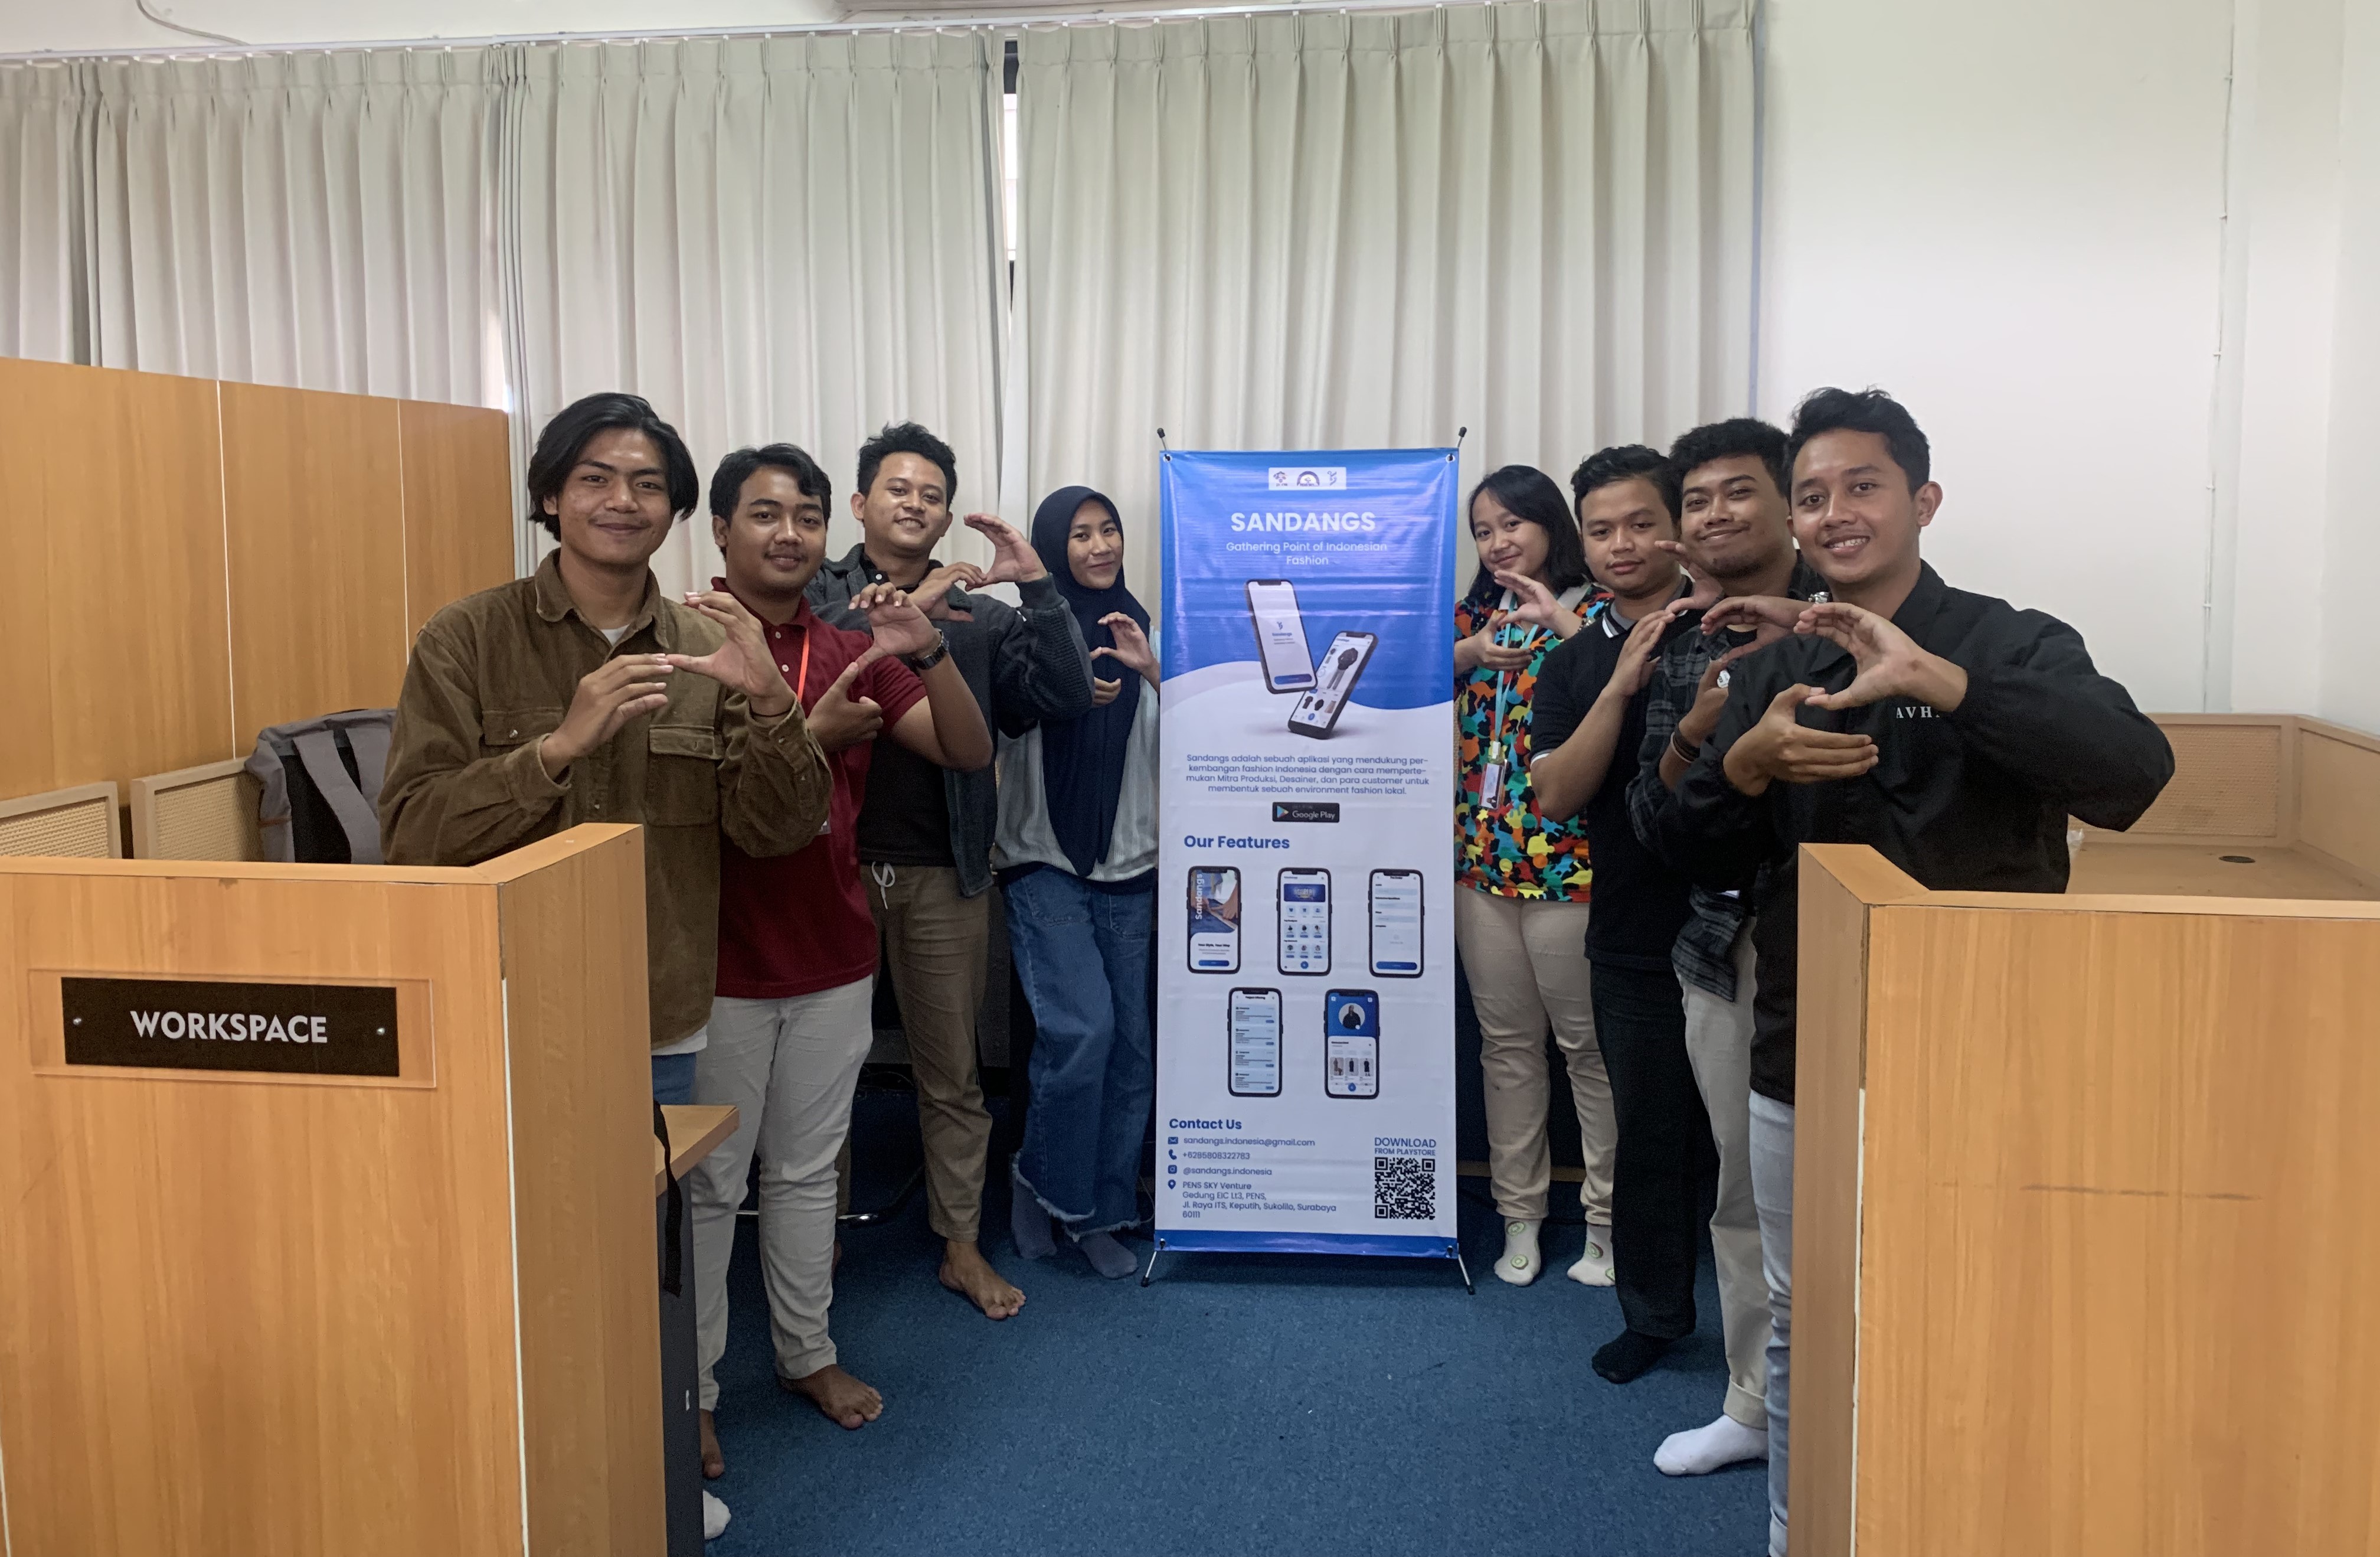 SANDANGS
Gathering Point of Indonesian
Fashion
Sandangs
Sandangs adalah sebuah aplikasi yang mendukung per-
kembangan fashion Indonesia dengan cara memperte-
mukan Mitra Produksi, Desainer, dan para customer untuk
membentuk sebuah environment fashion lokal.
Google Play
Our Features
Sandangs
Contact Us
sandangs.indonesia@gmail.com
+6285808322783
@sandangs.indonesia
PENS SKY Venture
Gedung EIC Lt3, PENS,
Jl. Raya ITS, Keputih, Sukolilo, Surabaya
60111
DOWNLOAD
FROM PLAYSTORE
WORKSPACE
AVH